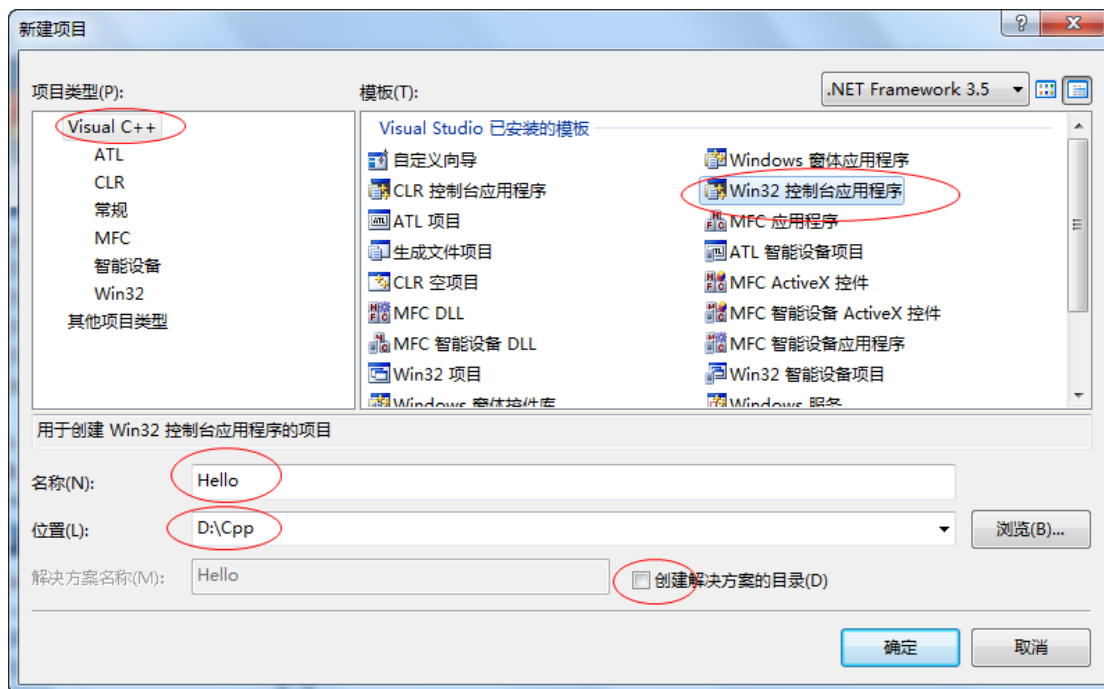 新建项目
项目类型(P):
模板(T):
.NET Framework 3.5
Visual C++
ATL
CLR
常规
MFC
智能设备
Win32
其他项目类型
Visual Studio 已安装的模板
自定义向导
Windows 窗体应用程序
CLR 控制台应用程序
Win32 控制台应用程序
ATL 项目
MFC 应用程序
生成文件项目
ATL 智能设备项目
CLR 空项目
MFC ActiveX 控件
MFC DLL
MFC 智能设备 ActiveX 控件
MFC 智能设备 DLL
MFC 智能设备应用程序
Win32 项目
Win32 智能设备项目
Windows 窗体控件库
Windows 服务
用于创建 Win32 控制台应用程序的项目
名称(N):
Hello
位置(L):
D:\Cpp
浏览(B)...
解决方案名称(M):
Hello
创建解决方案的目录(D)
确定
取消